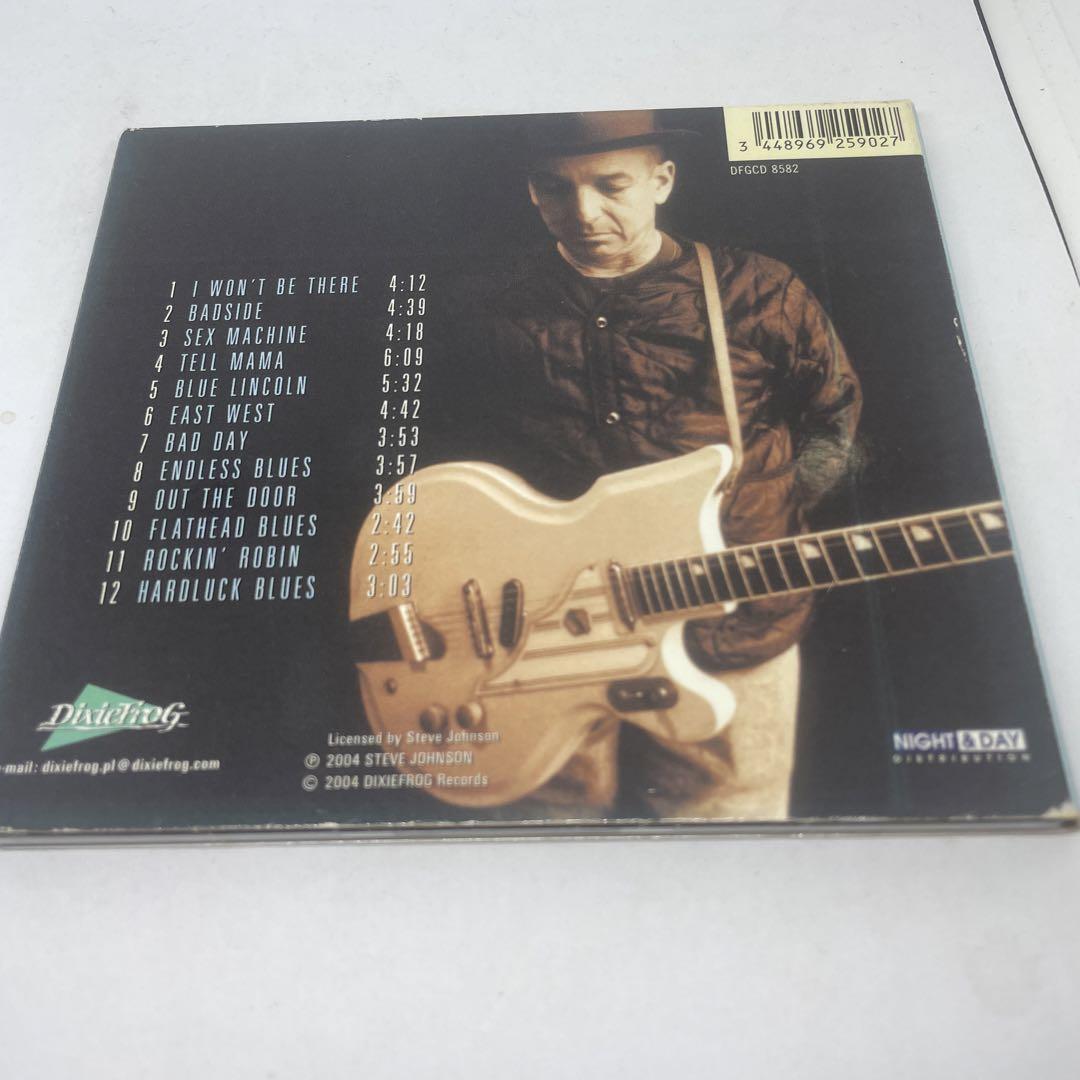 3 448969 259027
DFGCD 8582
1 I WON'T BE THERE 4:12
2 BADSIDE 4:39
3 SEX MACHINE 4:18
4 TELL MAMA 6:09
5 BLUE LINCOLN 5:32
6 EAST WEST 4:42
7 BAD DAY 3:53
8 ENDLESS BLUES 3:57
9 OUT THE DOOR 3:59
10 FLATHEAD BLUES 2:42
11 ROCKIN' ROBIN 2:55
12 HARDLUCK BLUES 3:03
DixieFrog
e-mail: dixiefrog.pl@dixiefrog.com
Licensed by Steve Johnson
℗ 2004 STEVE JOHNSON
© 2004 DIXIEFROG Records
NIGHT & DAY
DISTRIBUTION